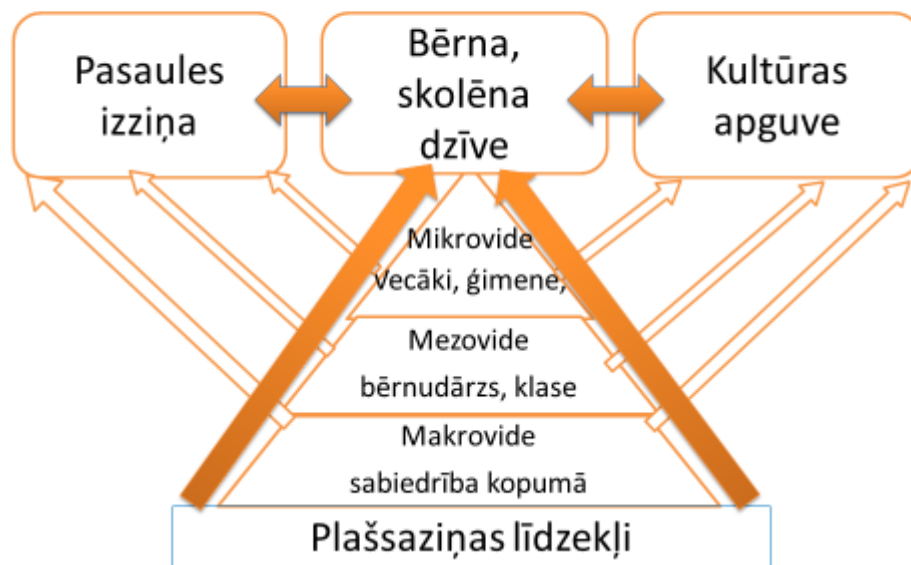 Pasaules
izziņa
Bērna,
skolēna
dzīve
Kultūras
apguve
Mikrovide
Vecāki, ģimene,
Mezovide
bērnudārzs, klase
Makrovide
sabiedrība kopumā
Plašsaziņas līdzekļi